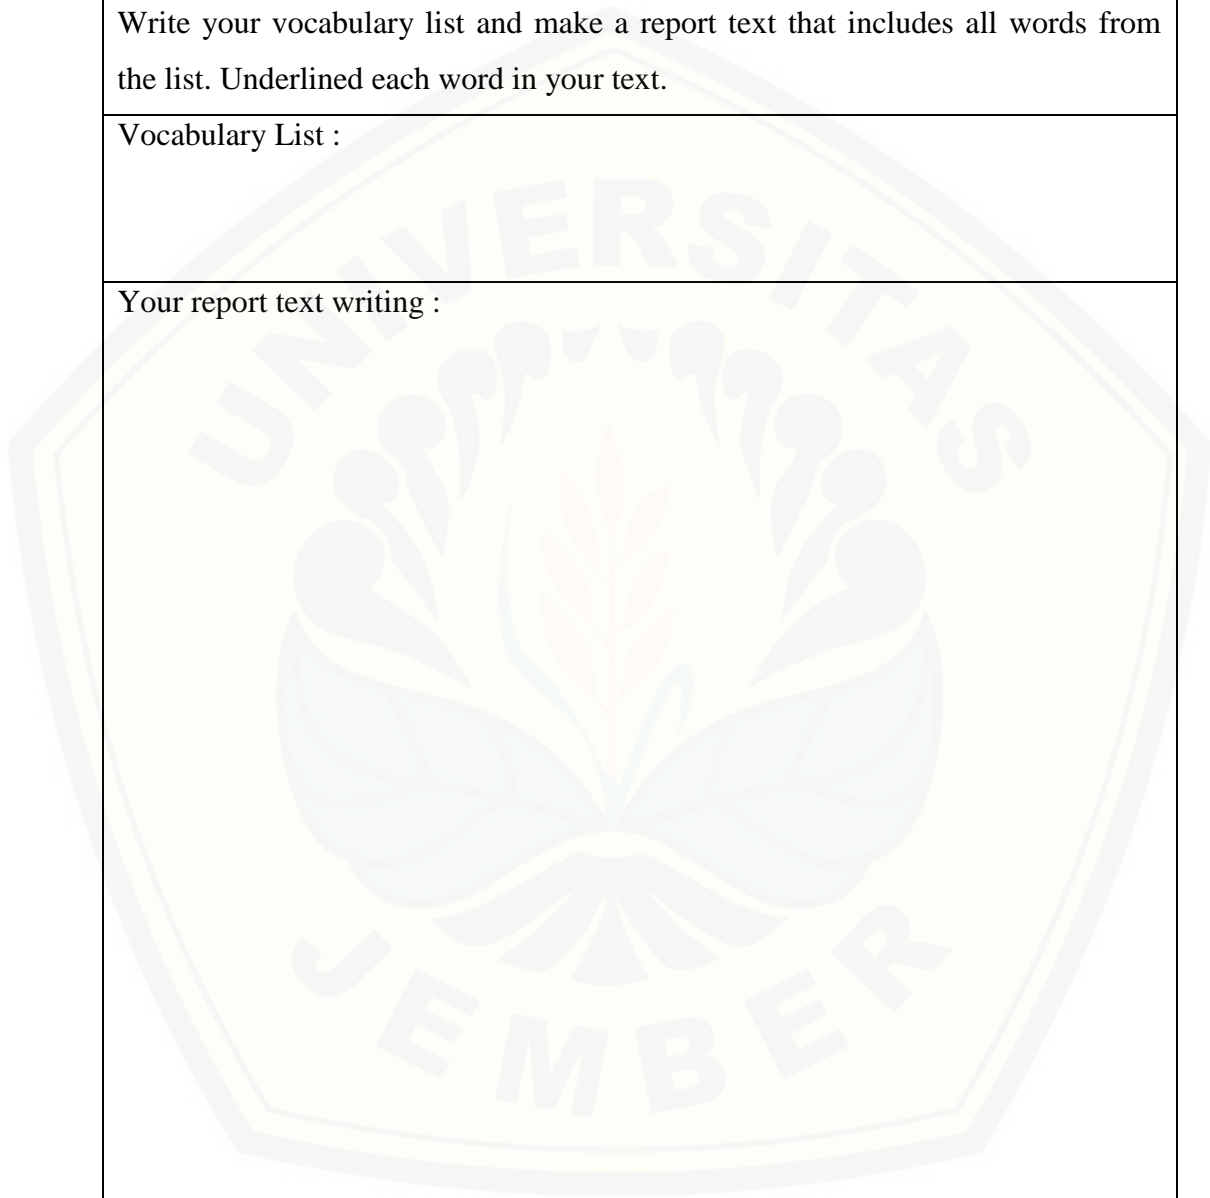 Write your vocabulary list and make a report text that includes all words from
the list. Underlined each word in your text.
Vocabulary List :
Your report text writing :
UNIVERSITAS
JEMBER